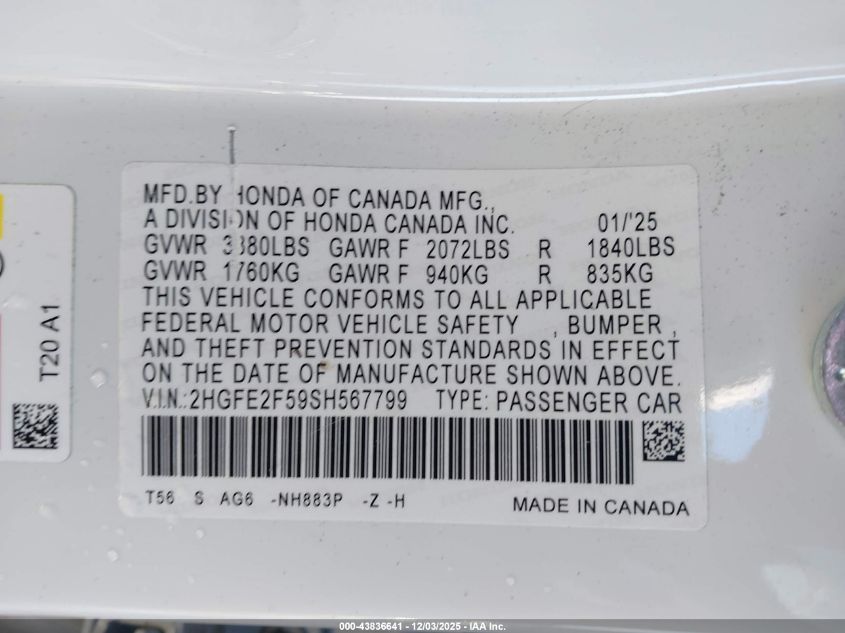 MFD.BY HONDA OF CANADA MFG.,
A DIVISION OF HONDA CANADA INC. 01/'25
GVWR 3880LBS GAWR F 2072LBS R 1840LBS
GVWR 1760KG GAWR F 940KG R 835KG
THIS VEHICLE CONFORMS TO ALL APPLICABLE
FEDERAL MOTOR VEHICLE SAFETY , BUMPER ,
AND THEFT PREVENTION STANDARDS IN EFFECT
ON THE DATE OF MANUFACTURE SHOWN ABOVE.
V.I.N.: 2HGFE2F59SH567799 TYPE: PASSENGER CAR
T56 S AG6 -NH883P -Z -H
MADE IN CANADA
T20 A1
000-43836641 - 12/03/2025 - IAA Inc.